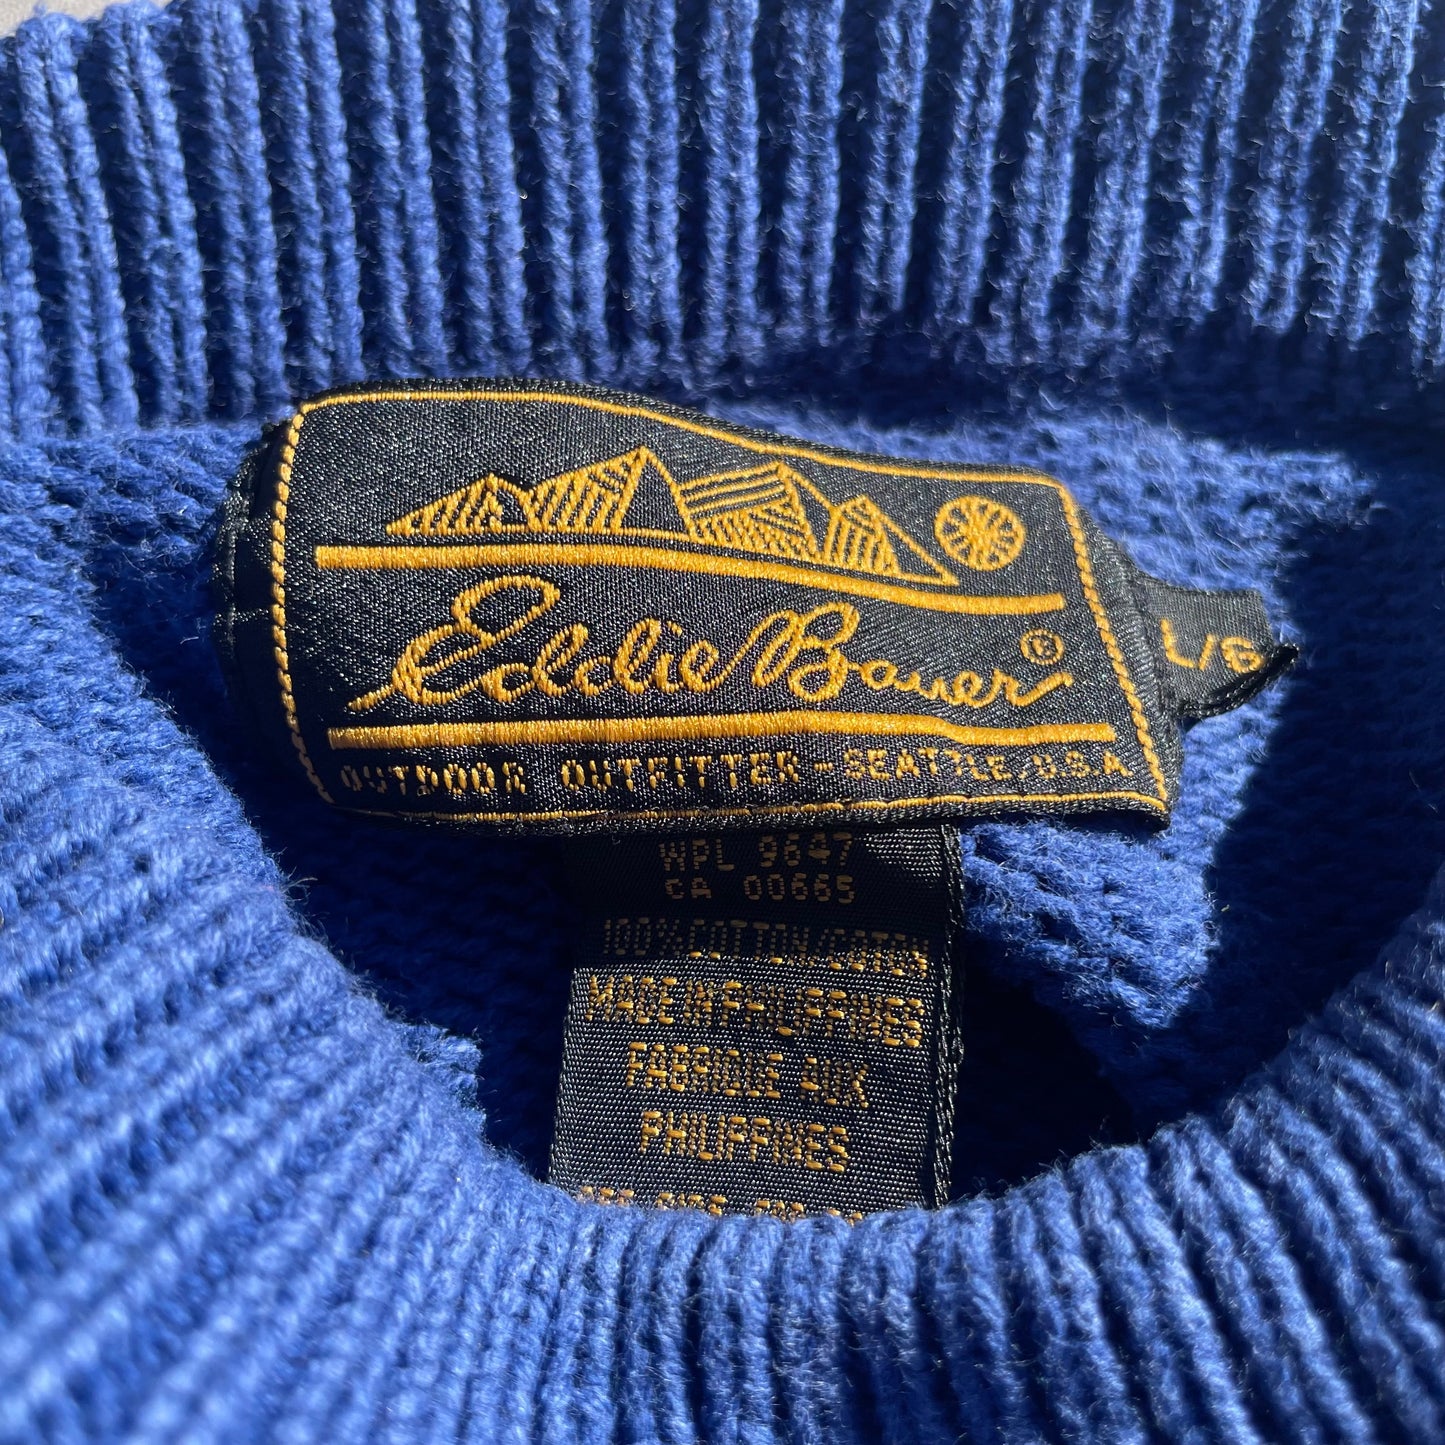 Eddie Bauer®
OUTDOOR OUTFITTER - SEATTLE, U.S.A.
L/G
WPL 9647
CA 00665
100% COTTON/COTON
MADE IN PHILIPPINES
FABRIQUE AUX
PHILIPPINES